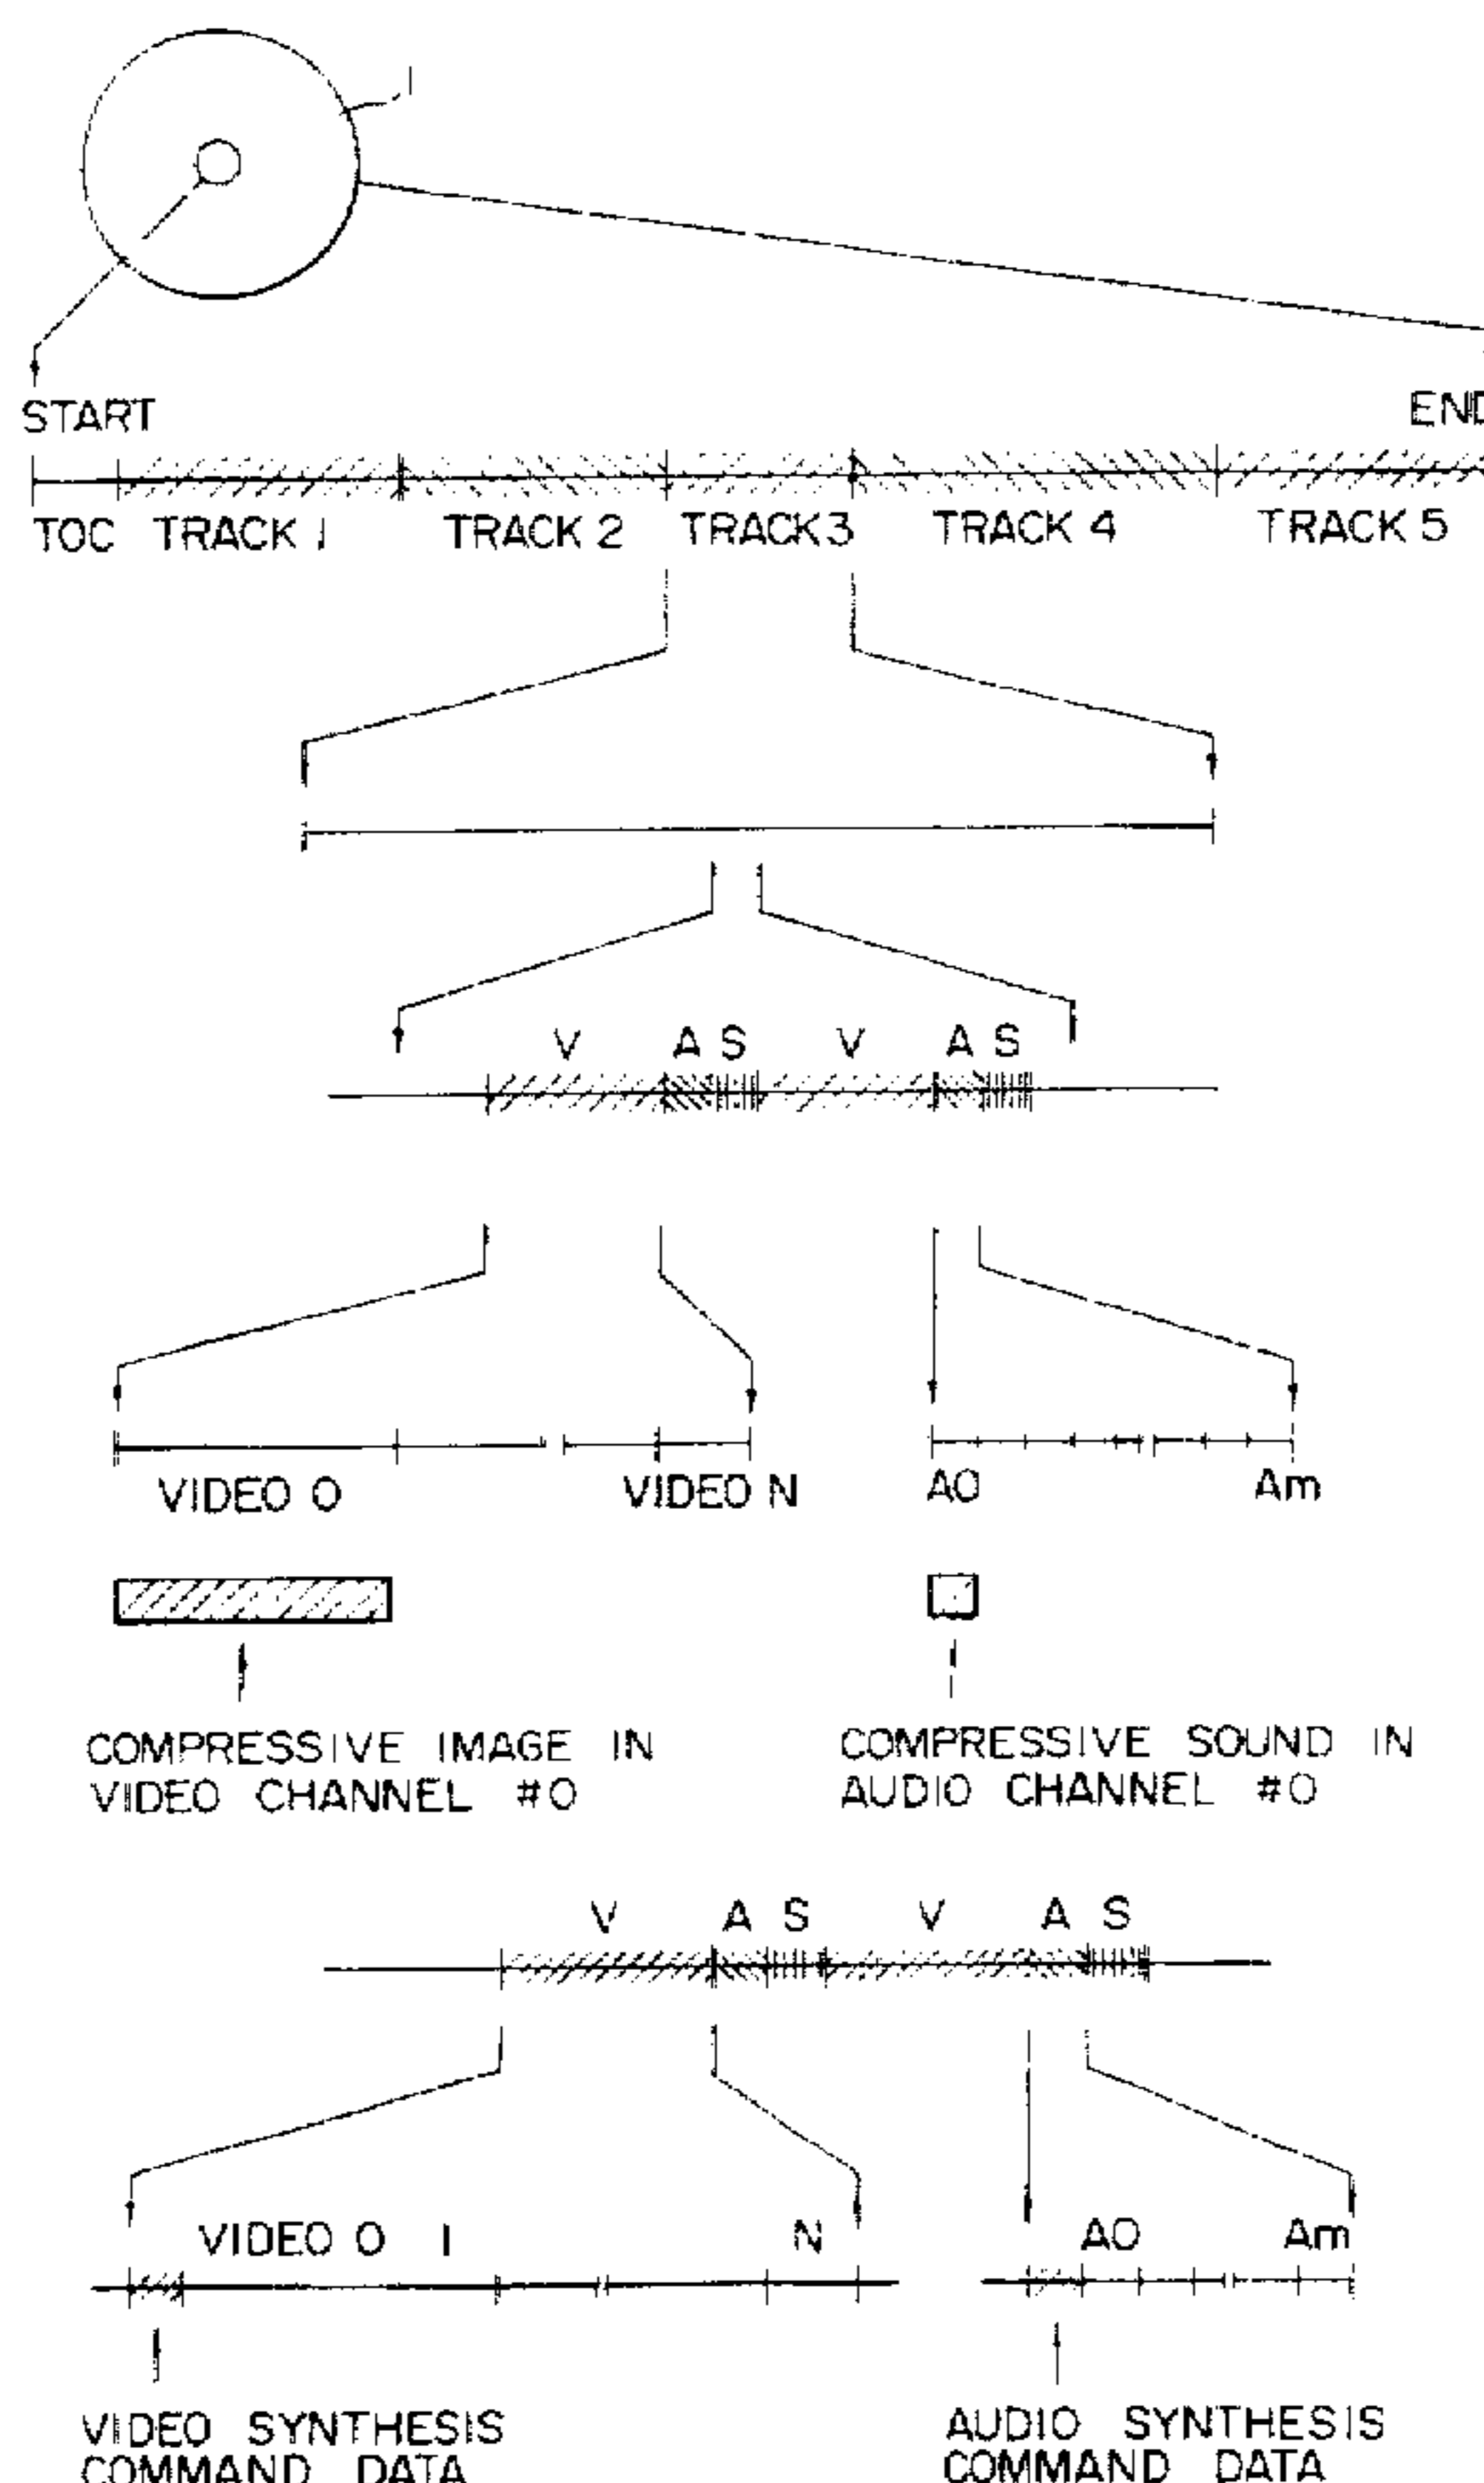 1
START
END
TOC TRACK 1 TRACK 2 TRACK 3 TRACK 4 TRACK 5
V A S V A S
VIDEO 0 VIDEO N A0 Am
COMPRESSIVE IMAGE IN
VIDEO CHANNEL #0
COMPRESSIVE SOUND IN
AUDIO CHANNEL #0
V A S V A S
VIDEO 0 1 N A0 Am
VIDEO SYNTHESIS
COMMAND DATA
AUDIO SYNTHESIS
COMMAND DATA